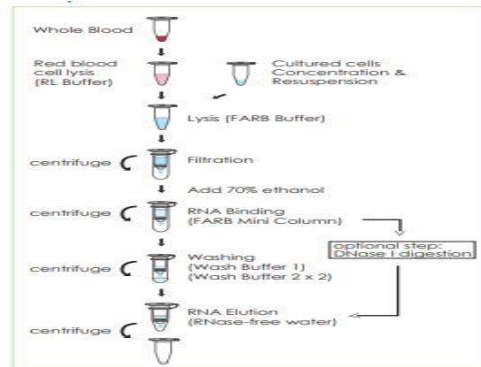 Whole Blood
Red blood
cell lysis
(RL Buffer)
Cultured cells
Concentration &
Resuspension
Lysis (FARB Buffer)
centrifuge
Filtration
Add 70% ethanol
centrifuge
RNA Binding
(FARB Mini Column)
optional step:
DNase I digestion
centrifuge
Washing
(Wash Buffer 1)
(Wash Buffer 2 x 2)
RNA Elution
(RNase-free water)
centrifuge